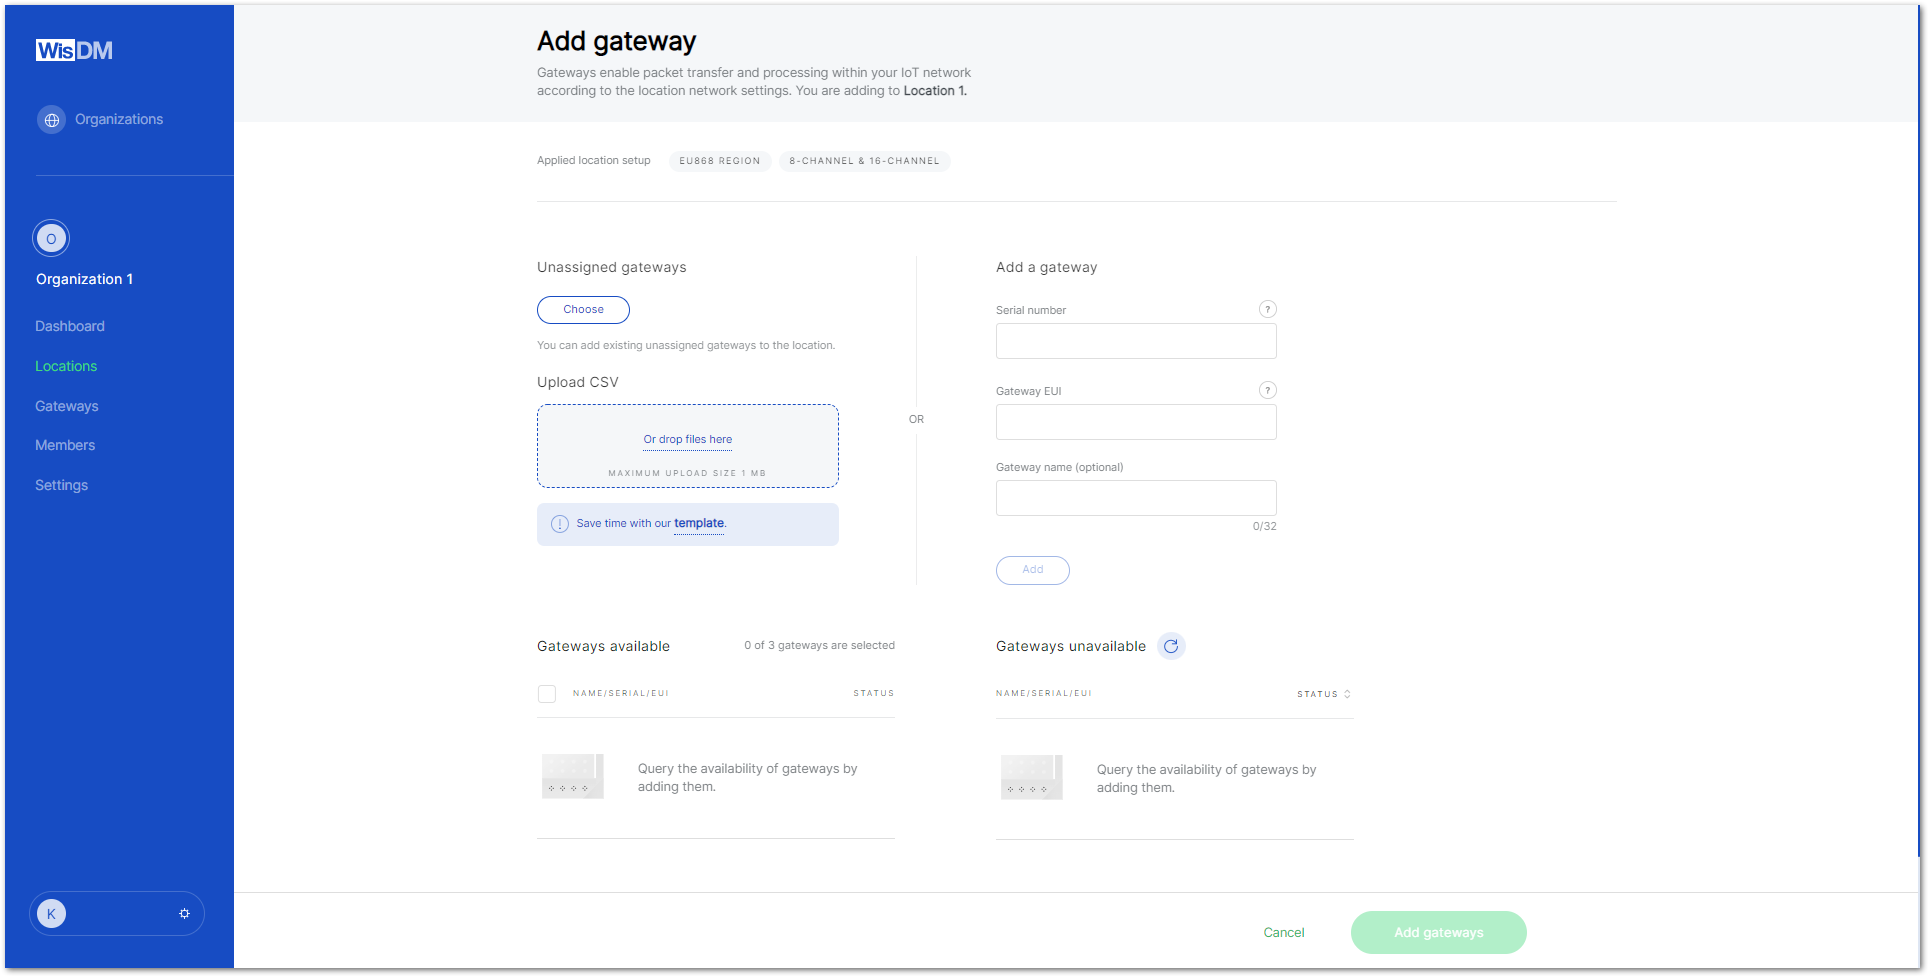 WisDM
Organizations
O
Organization 1
Dashboard
Locations
Gateways
Members
Settings
K
Add gateway
Gateways enable packet transfer and processing within your IoT network
according to the location network settings. You are adding to Location 1.
Applied location setup
EU868 REGION
8-CHANNEL & 16-CHANNEL
Unassigned gateways
Choose
You can add existing unassigned gateways to the location.
Upload CSV
Or drop files here
MAXIMUM UPLOAD SIZE 1 MB
Save time with our template.
OR
Add a gateway
Serial number
?
Gateway EUI
?
Gateway name (optional)
0/32
Add
Gateways available
0 of 3 gateways are selected
NAME/SERIAL/EUI
STATUS
Query the availability of gateways by
adding them.
Gateways unavailable
NAME/SERIAL/EUI
STATUS
Query the availability of gateways by
adding them.
Cancel
Add gateways